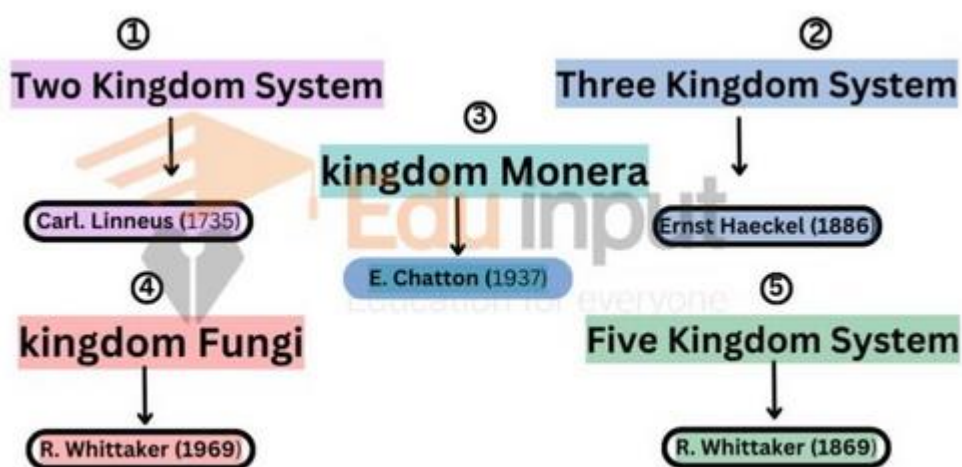 ①
Two Kingdom System
Carl. Linneus (1735)
②
Three Kingdom System
Ernst Haeckel (1886)
③
kingdom Monera
E. Chatton (1937)
Edu input
Education for everyone
④
kingdom Fungi
R. Whittaker (1969)
⑤
Five Kingdom System
R. Whittaker (1869)